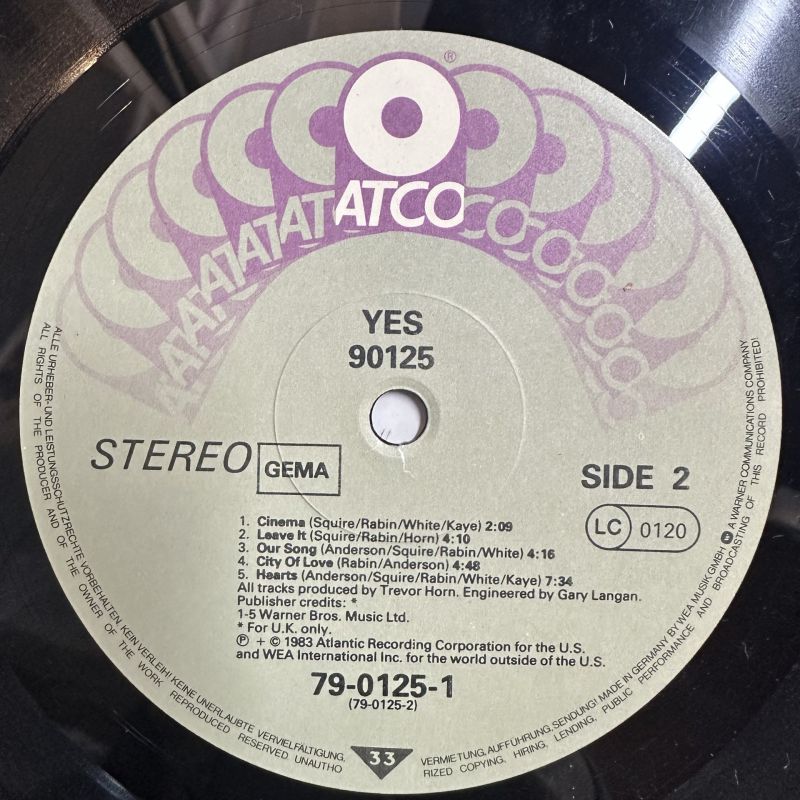 ®
ATCO
YES
90125
STEREO
GEMA
SIDE 2
LC 0120
1. Cinema (Squire/Rabin/White/Kaye) 2:09
2. Leave It (Squire/Rabin/Horn) 4:10
3. Our Song (Anderson/Squire/Rabin/White) 4:16
4. City Of Love (Rabin/Anderson) 4:48
5. Hearts (Anderson/Squire/Rabin/White/Kaye) 7:34
All tracks produced by Trevor Horn. Engineered by Gary Langan.
Publisher credits: *
1-5 Warner Bros. Music Ltd.
* For U.K. only.
℗ + © 1983 Atlantic Recording Corporation for the U.S.
and WEA International Inc. for the world outside of the U.S.
79-0125-1
(79-0125-2)
33
ALLE URHEBER- UND LEISTUNGSSCHUTZRECHTE VORBEHALTEN. KEIN VERLEIH! KEINE UNERLAUBTE VERVIELFÄLTIGUNG,
VERMIETUNG, AUFFÜHRUNG, SENDUNG! MADE IN GERMANY BY WEA MUSIK GMBH A WARNER COMMUNICATIONS COMPANY
ALL RIGHTS OF THE PRODUCER AND OF THE OWNER OF THE WORK REPRODUCED RESERVED UNAUTHO
RIZED COPYING, HIRING, LENDING, PUBLIC PERFORMANCE AND BROADCASTING OF THIS RECORD PROHIBITED!